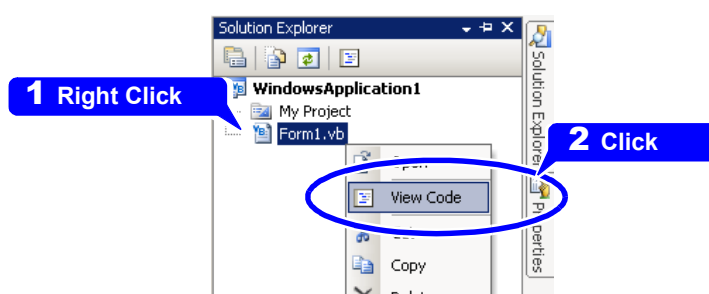 Solution Explorer
WindowsApplication1
1 Right Click
My Project
Form1.vb
2 Click
View Code
Copy
Solution Explorer
Properties